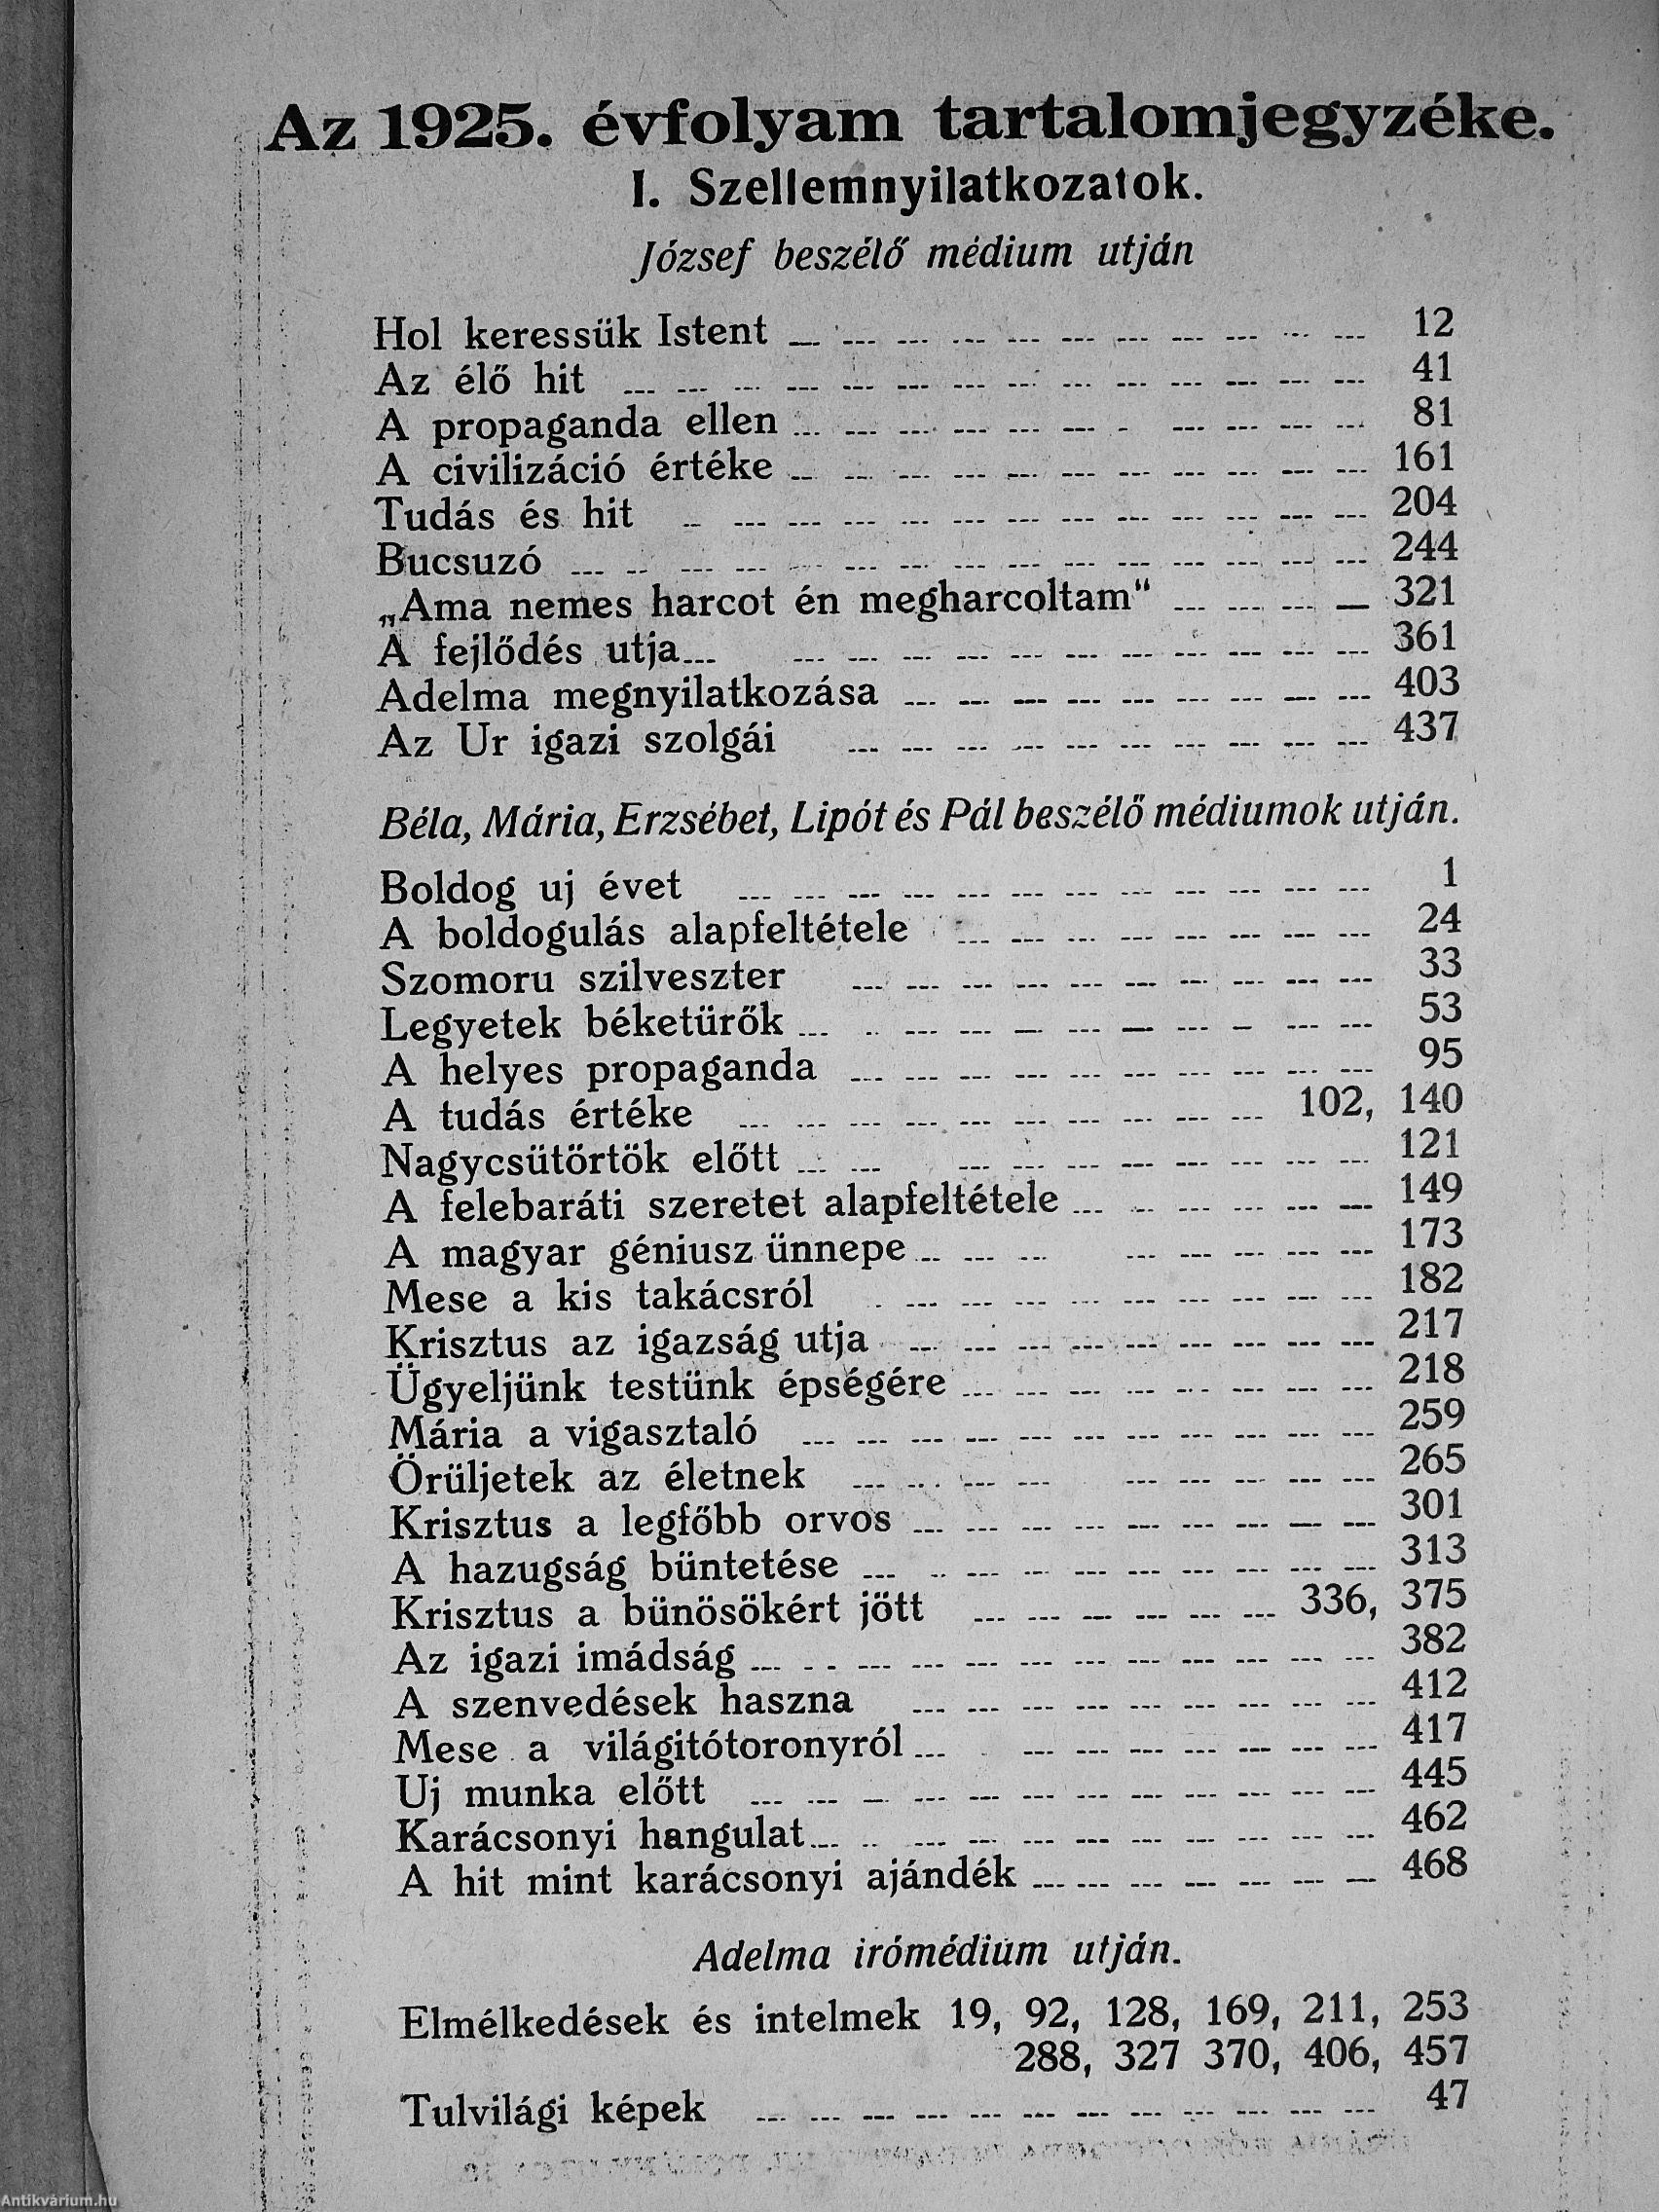 Az 1925. évfolyam tartalomjegyzéke.
I. Szellemnyilatkozatok.
József beszélő médium utján
Hol keressük Istent 12
Az élő hit 41
A propaganda ellen 81
A civilizáció értéke 161
Tudás és hit 204
Bucsuzó 244
„Ama nemes harcot én megharcoltam“ 321
A fejlődés utja 361
Adelma megnyilatkozása 403
Az Ur igazi szolgái 437
Béla, Mária, Erzsébet, Lipót és Pál beszélő médiumok utján.
Boldog uj évet 1
A boldogulás alapfeltétele 24
Szomoru szilveszter 33
Legyetek béketürők 53
A helyes propaganda 95
A tudás értéke 102, 140
Nagycsütörtök előtt 121
A felebaráti szeretet alapfeltétele 149
A magyar géniusz ünnepe 173
Mese a kis takácsról 182
Krisztus az igazság utja 217
Ügyeljünk testünk épségére 218
Mária a vigasztaló 259
Örüljetek az életnek 265
Krisztus a legfőbb orvos 301
A hazugság büntetése 313
Krisztus a bünösökért jött 336, 375
Az igazi imádság 382
A szenvedések haszna 412
Mese a világitótoronyról 417
Uj munka előtt 445
Karácsonyi hangulat 462
A hit mint karácsonyi ajándék 468
Adelma irómédium utján.
Elmélkedések és intelmek 19, 92, 128, 169, 211, 253
288, 327 370, 406, 457
Tulvilági képek 47
Antikvárium.hu